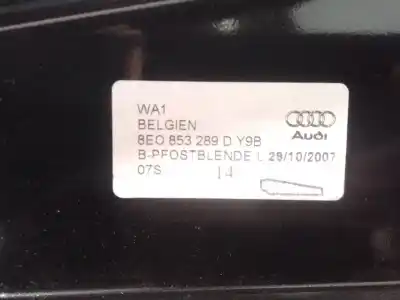 WA1
BELGIEN
8E0 853 289 D Y9B
Audi
B-PFOSTBLENDE L 29/10/2007
07S 14